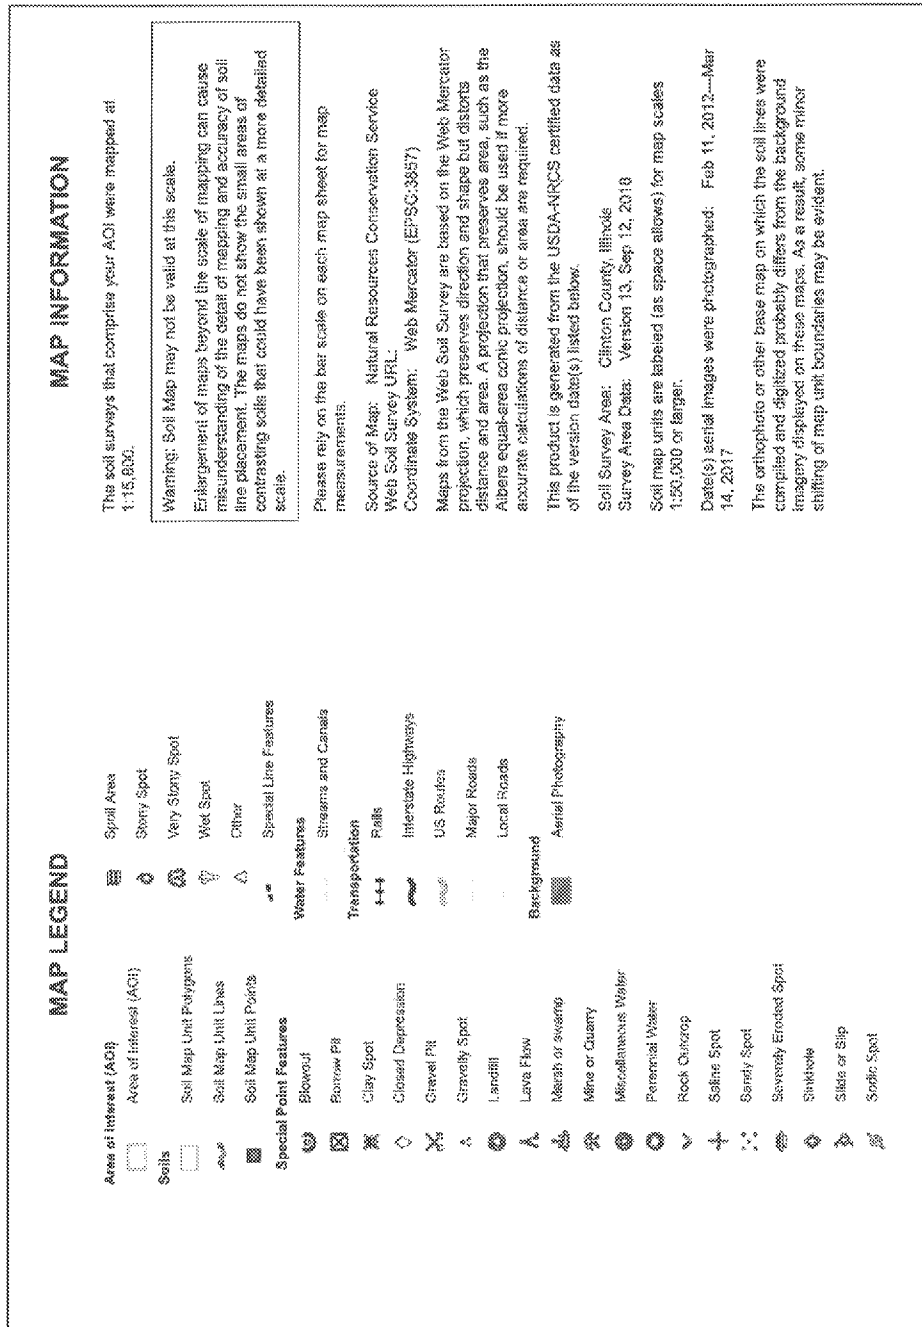 MAP LEGEND
Area of Interest (AOI)
Area of Interest (AOI)
Soils
Soil Map Unit Polygons
Soil Map Unit Lines
Soil Map Unit Points
Special Point Features
Blowout
Borrow Pit
Clay Spot
Closed Depression
Gravel Pit
Gravelly Spot
Landfill
Lava Flow
Marsh or swamp
Mine or Quarry
Miscellaneous Water
Perennial Water
Rock Outcrop
Saline Spot
Sandy Spot
Severely Eroded Spot
Sinkhole
Slide or Slip
Sodic Spot
Spoil Area
Stony Spot
Very Stony Spot
Wet Spot
Other
Special Line Features
Water Features
Streams and Canals
Transportation
Rails
Interstate Highways
US Routes
Major Roads
Local Roads
Background
Aerial Photography
MAP INFORMATION
The soil surveys that comprise your AOI were mapped at
1:15,800.
Warning: Soil Map may not be valid at this scale.
Enlargement of maps beyond the scale of mapping can cause
misunderstanding of the detail of mapping and accuracy of soil
line placement. The maps do not show the small areas of
contrasting soils that could have been shown at a more detailed
scale.
Please rely on the bar scale on each map sheet for map
measurements.
Source of Map: Natural Resources Conservation Service
Web Soil Survey URL:
Coordinate System: Web Mercator (EPSG:3857)
Maps from the Web Soil Survey are based on the Web Mercator
projection, which preserves direction and shape but distorts
distance and area. A projection that preserves area, such as the
Albers equal-area conic projection, should be used if more
accurate calculations of distance or area are required.
This product is generated from the USDA-NRCS certified data as
of the version date(s) listed below.
Soil Survey Area: Clinton County, Illinois
Survey Area Data: Version 13, Sep 12, 2018
Soil map units are labeled (as space allows) for map scales
1:50,000 or larger.
Date(s) aerial images were photographed: Feb 11, 2012—Mar
14, 2017
The orthophoto or other base map on which the soil lines were
compiled and digitized probably differs from the background
imagery displayed on these maps. As a result, some minor
shifting of map unit boundaries may be evident.